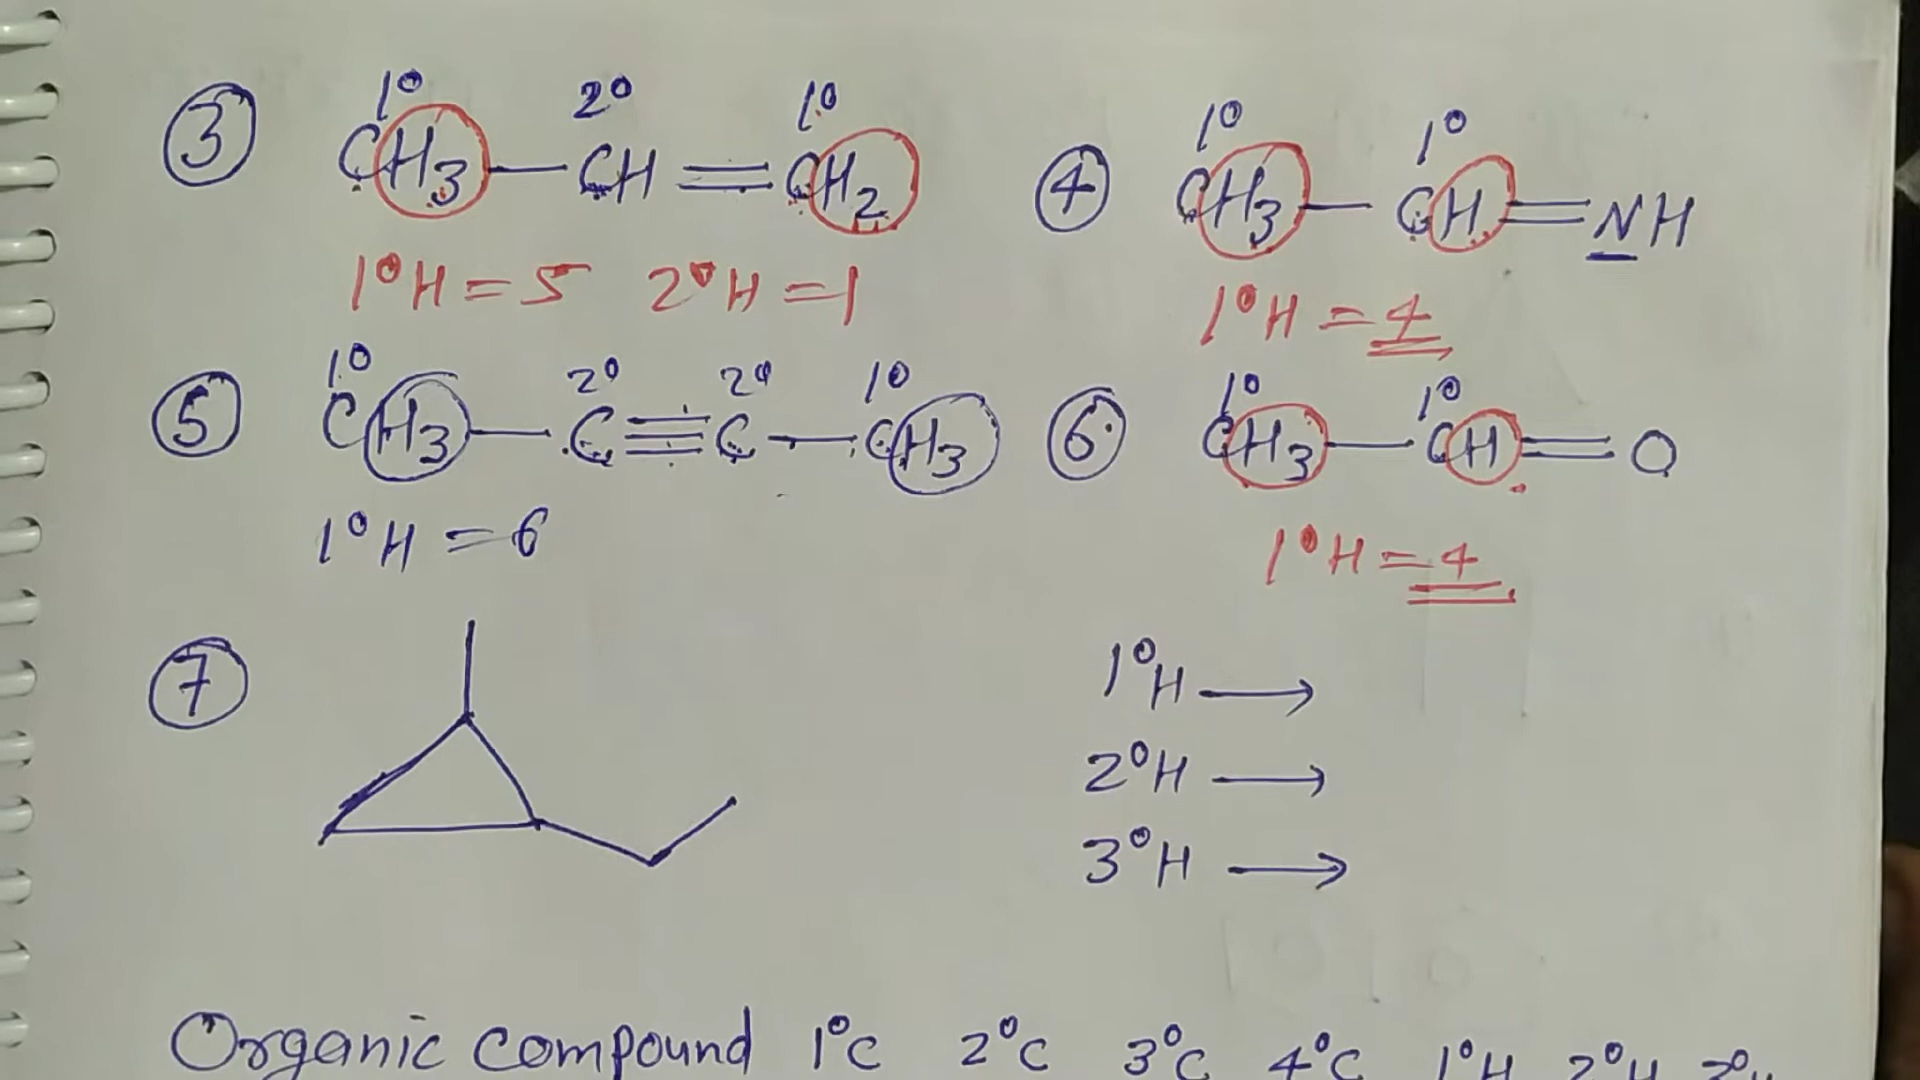 ③ 1° 2° 1°
CH3 — CH = CH2
1°H = 5 2°H = 1
④ 1° 1°
CH3 — CH = NH
1°H = 4
⑤ 1° 2° 2° 1°
CH3 — C ≡ C — CH3
1°H = 6
⑥ 1° 1°
CH3 — CH = O
1°H = 4
⑦
1°H →
2°H →
3°H →
Organic compound 1°C 2°C 3°C 4°C 1°H 2°H